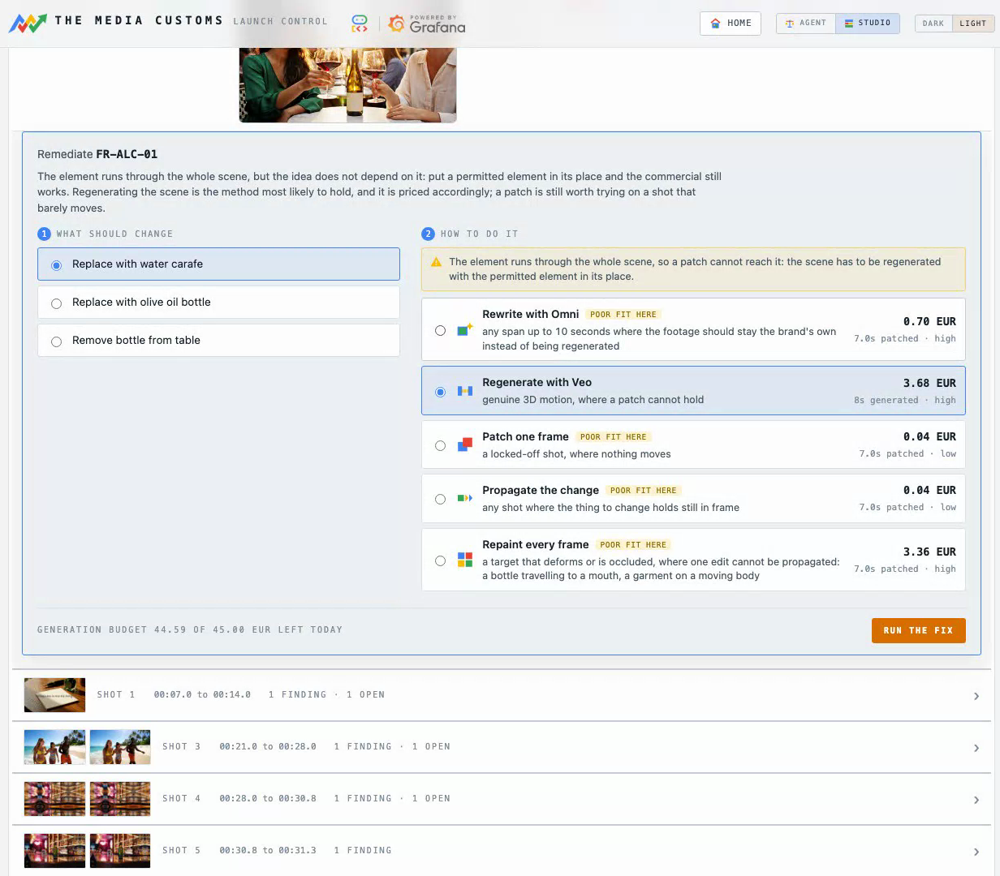 THE MEDIA CUSTOMS LAUNCH CONTROL
POWERED BY
Grafana
HOME
AGENT
STUDIO
DARK
LIGHT
Remediate FR-ALC-01
The element runs through the whole scene, but the idea does not depend on it: put a permitted element in its place and the commercial still
works. Regenerating the scene is the method most likely to hold, and it is priced accordingly; a patch is still worth trying on a shot that
barely moves.
1 WHAT SHOULD CHANGE
Replace with water carafe
Replace with olive oil bottle
Remove bottle from table
2 HOW TO DO IT
The element runs through the whole scene, so a patch cannot reach it: the scene has to be regenerated
with the permitted element in its place.
Rewrite with Omni POOR FIT HERE
any span up to 10 seconds where the footage should stay the brand's own
instead of being regenerated
0.70 EUR
7.0s patched · high
Regenerate with Veo
genuine 3D motion, where a patch cannot hold
3.68 EUR
8s generated · high
Patch one frame POOR FIT HERE
a locked-off shot, where nothing moves
0.04 EUR
7.0s patched · low
Propagate the change POOR FIT HERE
any shot where the thing to change holds still in frame
0.04 EUR
7.0s patched · low
Repaint every frame POOR FIT HERE
a target that deforms or is occluded, where one edit cannot be propagated:
a bottle travelling to a mouth, a garment on a moving body
3.36 EUR
7.0s patched · high
GENERATION BUDGET 44.59 OF 45.00 EUR LEFT TODAY
RUN THE FIX
SHOT 1 00:07.0 to 00:14.0 1 FINDING · 1 OPEN
SHOT 3 00:21.0 to 00:28.0 1 FINDING · 1 OPEN
SHOT 4 00:28.0 to 00:30.8 1 FINDING · 1 OPEN
SHOT 5 00:30.8 to 00:31.3 1 FINDING